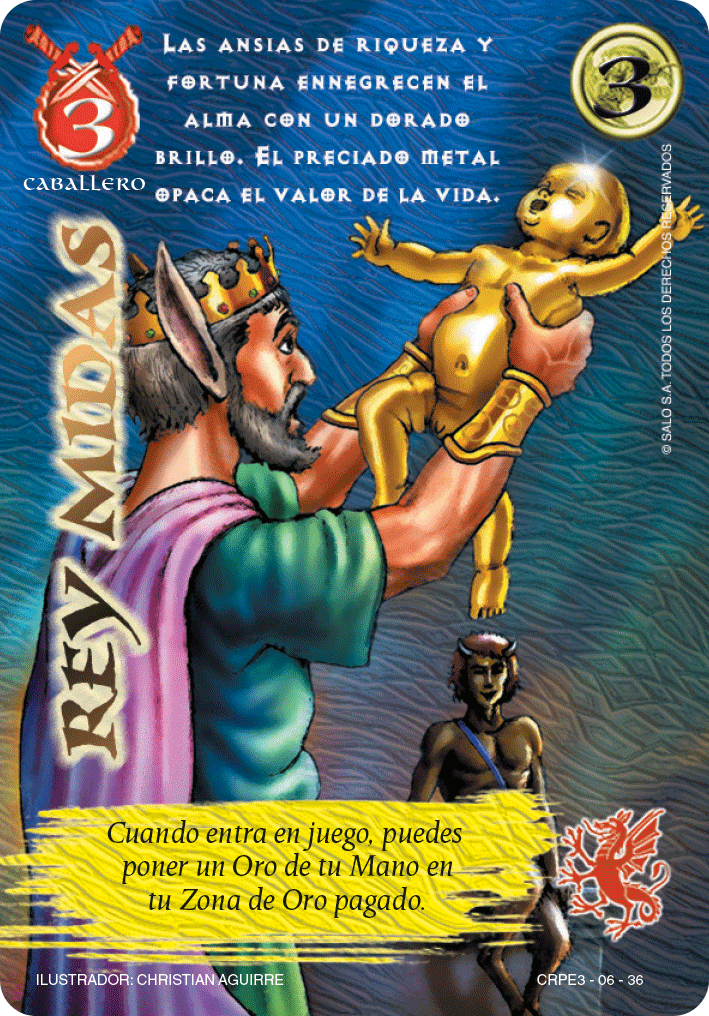 Las ansias de riqueza y
fortuna ennegrecen el
alma con un dorado
brillo. El preciado metal
opaca el valor de la vida.
3
CABALLERO
3
REY MIDAS
© SALO S.A. TODOS LOS DERECHOS RESERVADOS
Cuando entra en juego, puedes
poner un Oro de tu Mano en
tu Zona de Oro pagado.
ILUSTRADOR: CHRISTIAN AGUIRRE
CRPE3 - 06 - 36